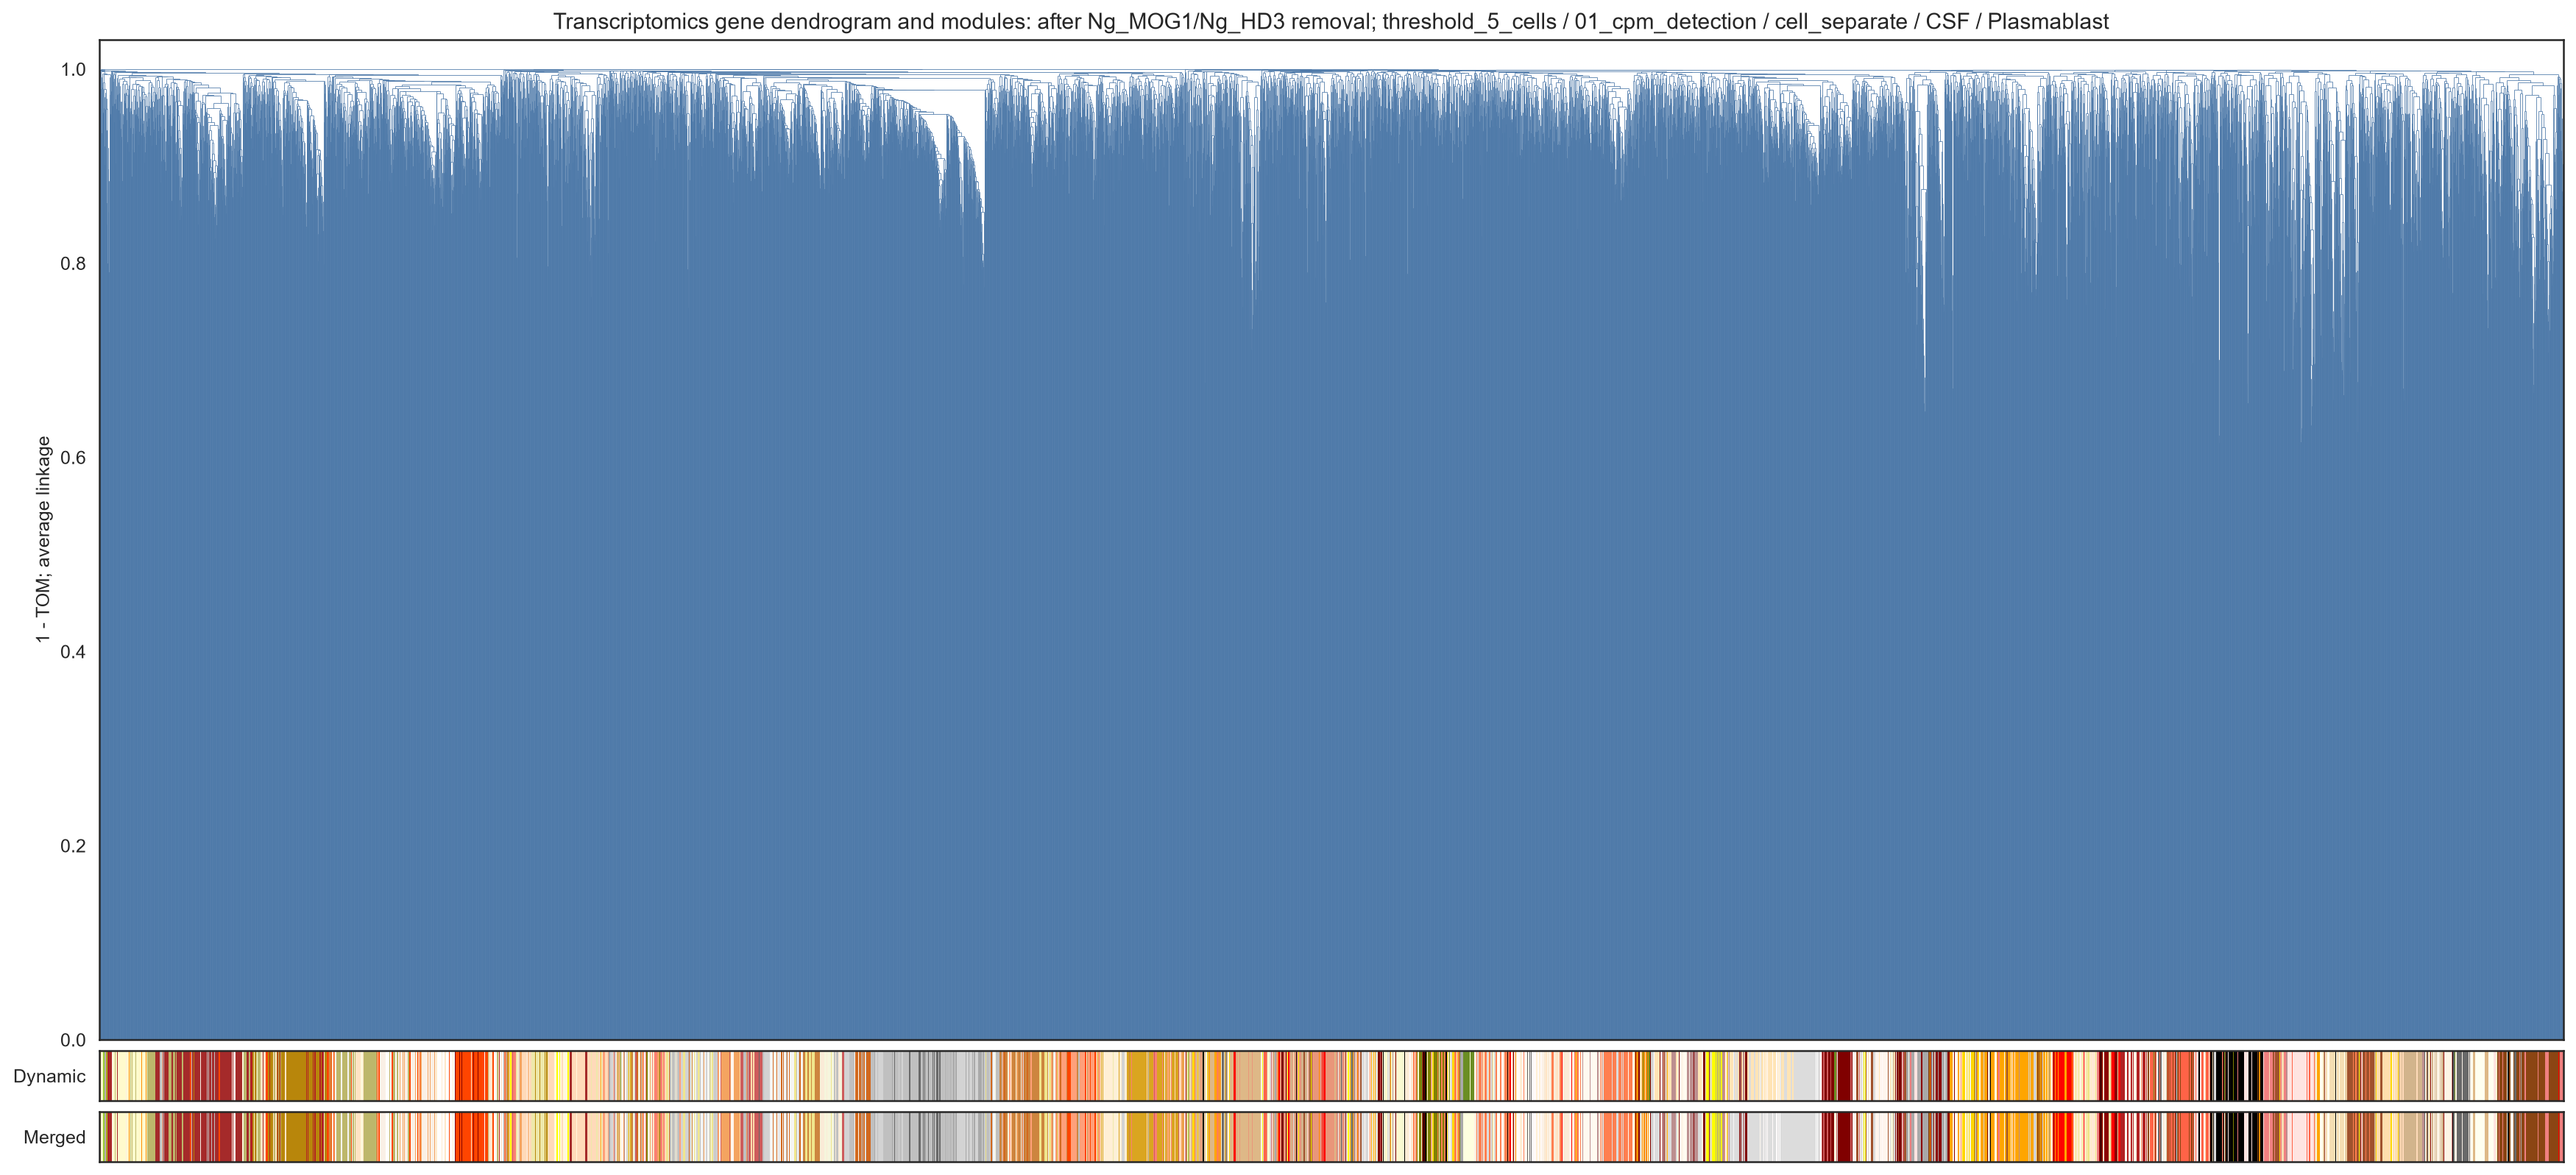 Transcriptomics gene dendrogram and modules: after Ng_MOG1/Ng_HD3 removal; threshold_5_cells / 01_cpm_detection / cell_separate / CSF / Plasmablast
1.0
0.8
0.6
0.4
0.2
0.0
1 - TOM; average linkage
Dynamic
Merged